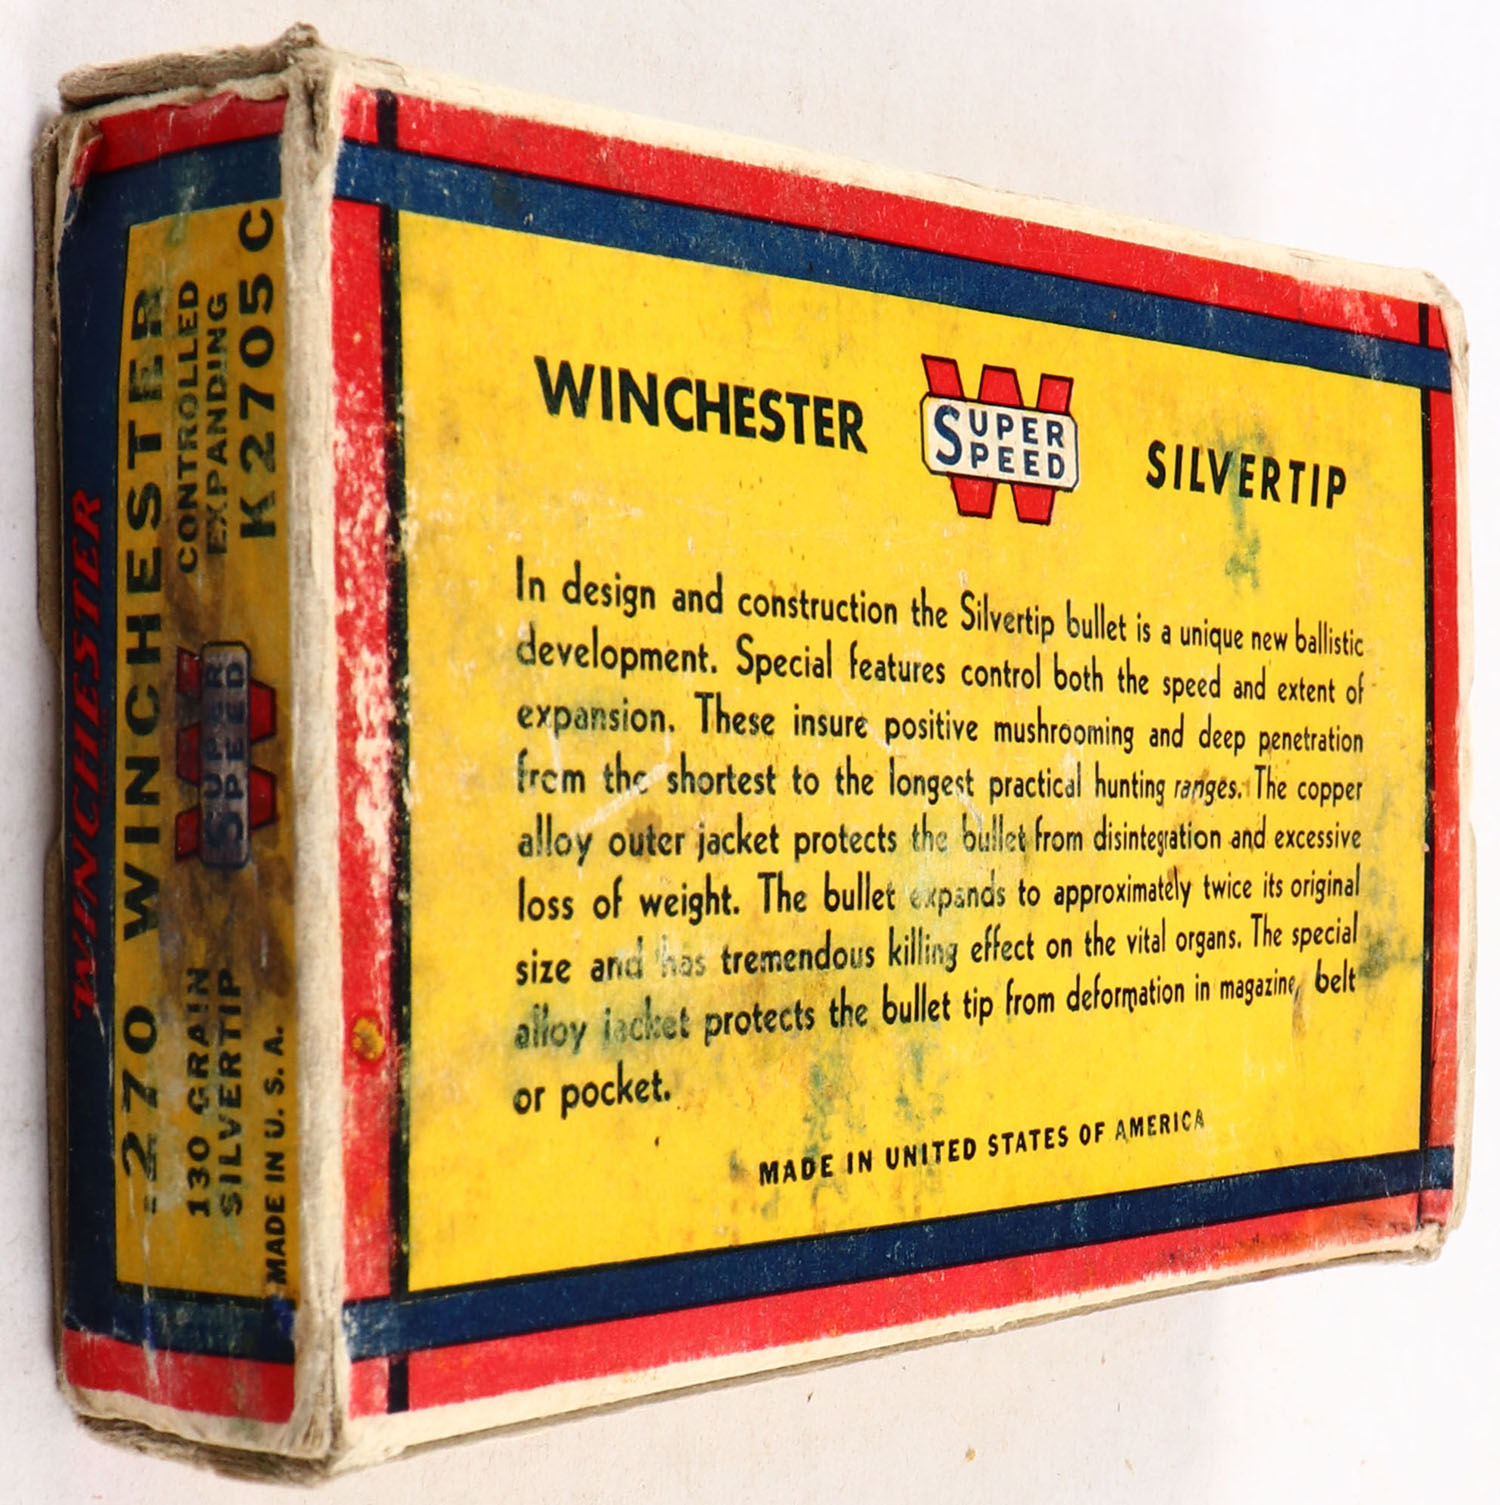 WINCHESTER
.270 WINCHESTER
130 GRAIN
SILVERTIP
SUPER
SPEED
CONTROLLED
EXPANDING
MADE IN U. S. A.
K2705C
WINCHESTER
SUPER
SPEED
SILVERTIP
In design and construction the Silvertip bullet is a unique new ballistic
development. Special features control both the speed and extent of
expansion. These insure positive mushrooming and deep penetration
from the shortest to the longest practical hunting ranges. The copper
alloy outer jacket protects the bullet from disintegration and excessive
loss of weight. The bullet expands to approximately twice its original
size and has tremendous killing effect on the vital organs. The special
alloy jacket protects the bullet tip from deformation in magazine, belt
or pocket.
MADE IN UNITED STATES OF AMERICA